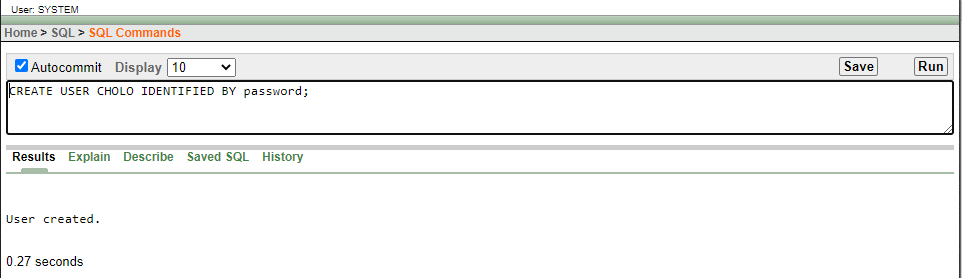 User: SYSTEM
Home > SQL > SQL Commands
Autocommit Display 10 Save Run
CREATE USER CHOLO IDENTIFIED BY password;
Results Explain Describe Saved SQL History
User created.
0.27 seconds